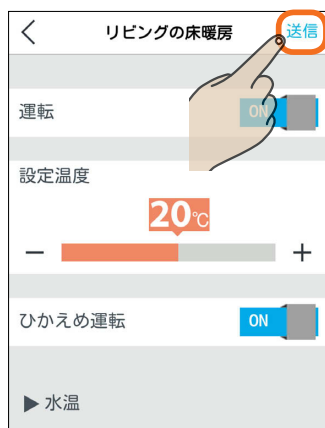 リビングの床暖房 送信
運転 ON
設定温度
20℃
− +
ひかえめ運転 ON
▶ 水温